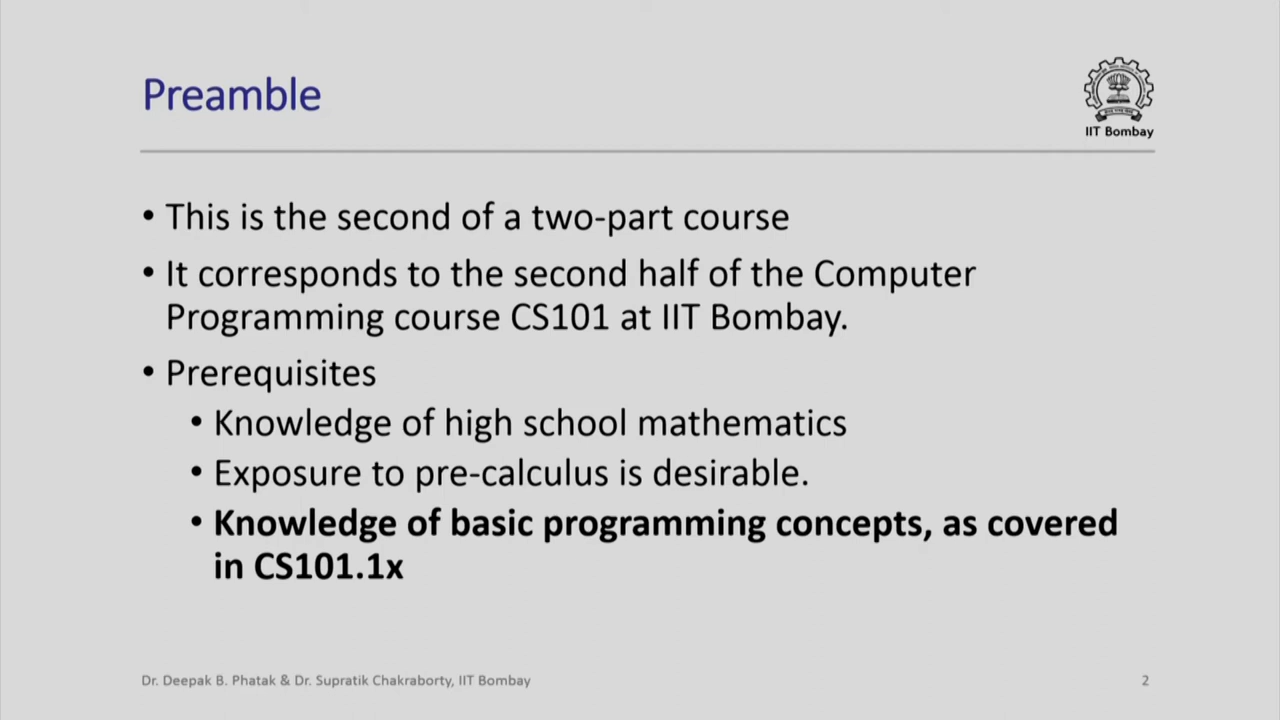 Preamble
IIT Bombay
• This is the second of a two-part course
• It corresponds to the second half of the Computer
Programming course CS101 at IIT Bombay.
• Prerequisites
• Knowledge of high school mathematics
• Exposure to pre-calculus is desirable.
• Knowledge of basic programming concepts, as covered
in CS101.1x
Dr. Deepak B. Phatak & Dr. Supratik Chakraborty, IIT Bombay
2